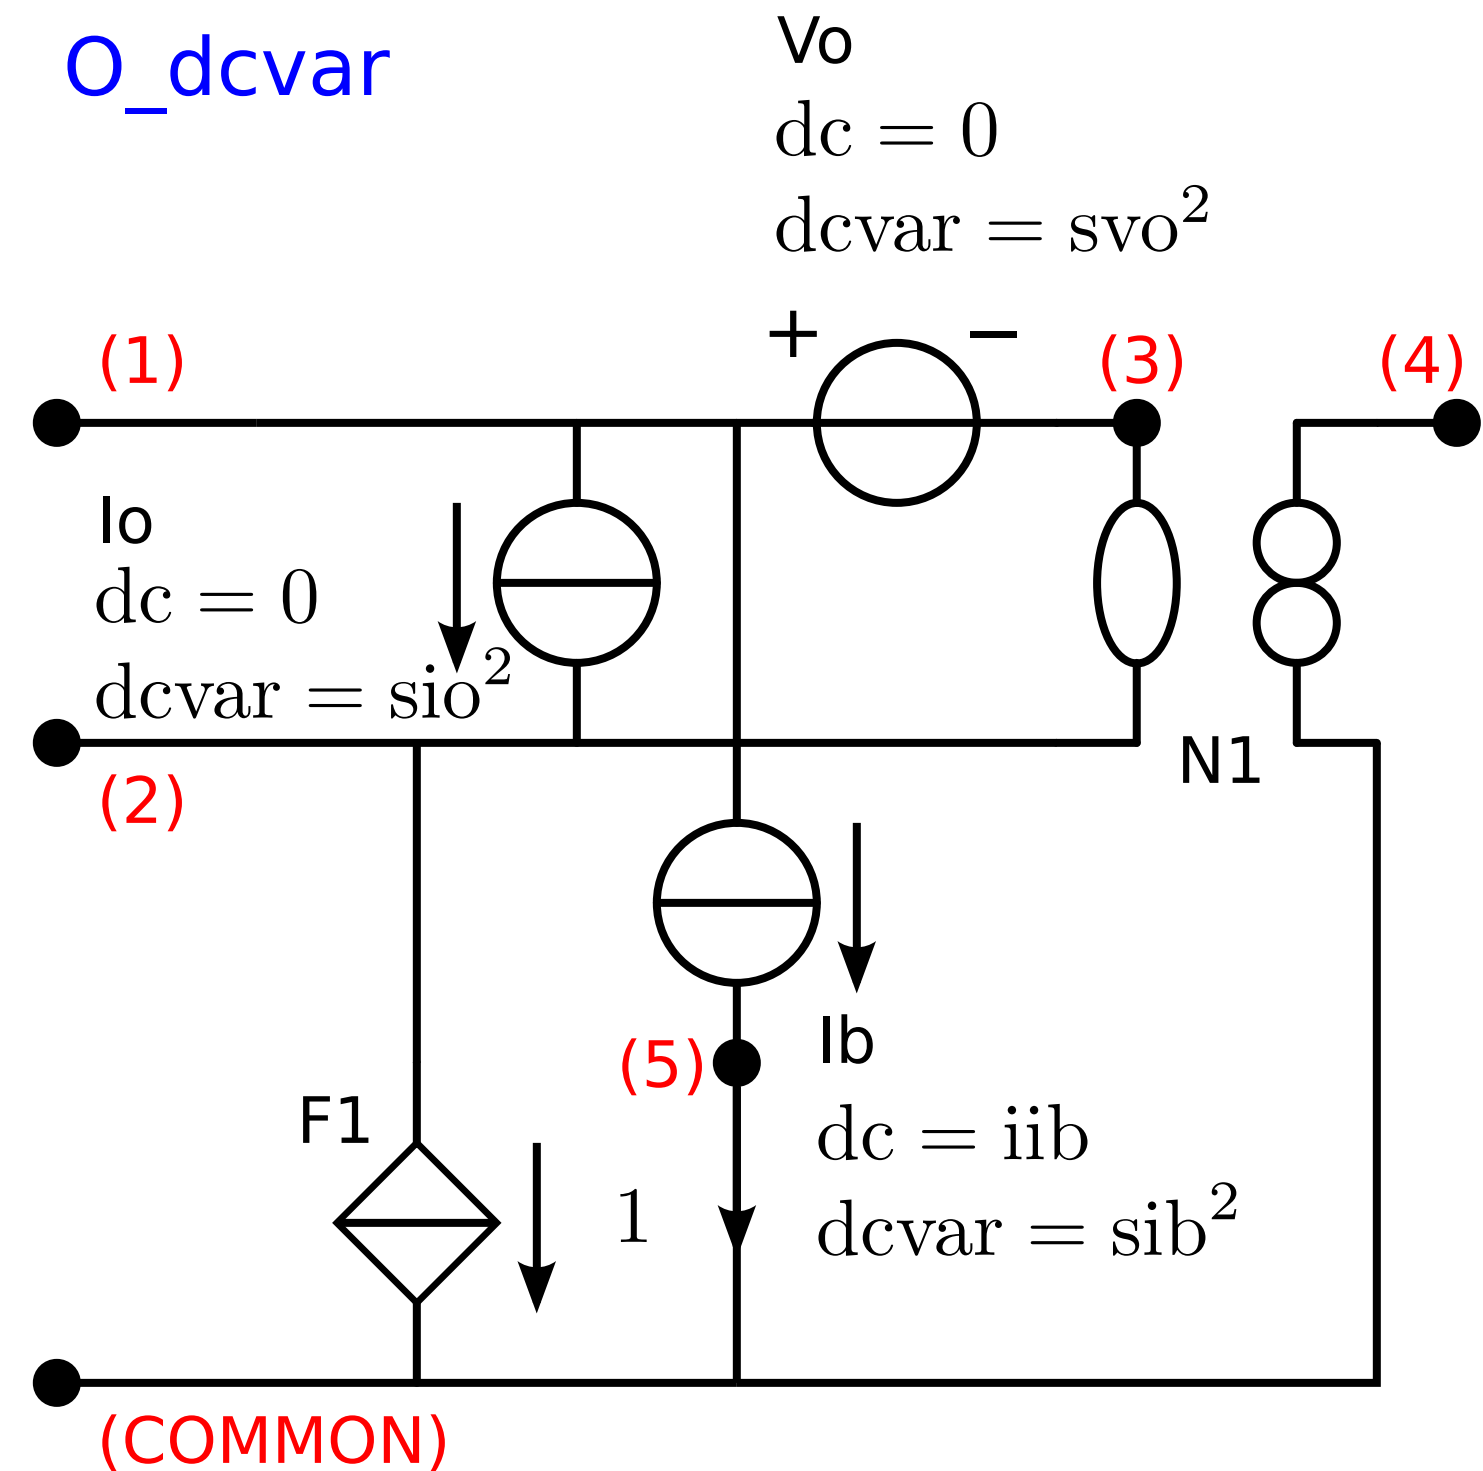 O_dcvar
Vo
dc = 0
dcvar = svo²
+ −
(1)
(3)
(4)
Io
dc = 0
dcvar = sio²
(2)
N1
(5)
Ib
dc = iib
dcvar = sib²
F1
1
(COMMON)